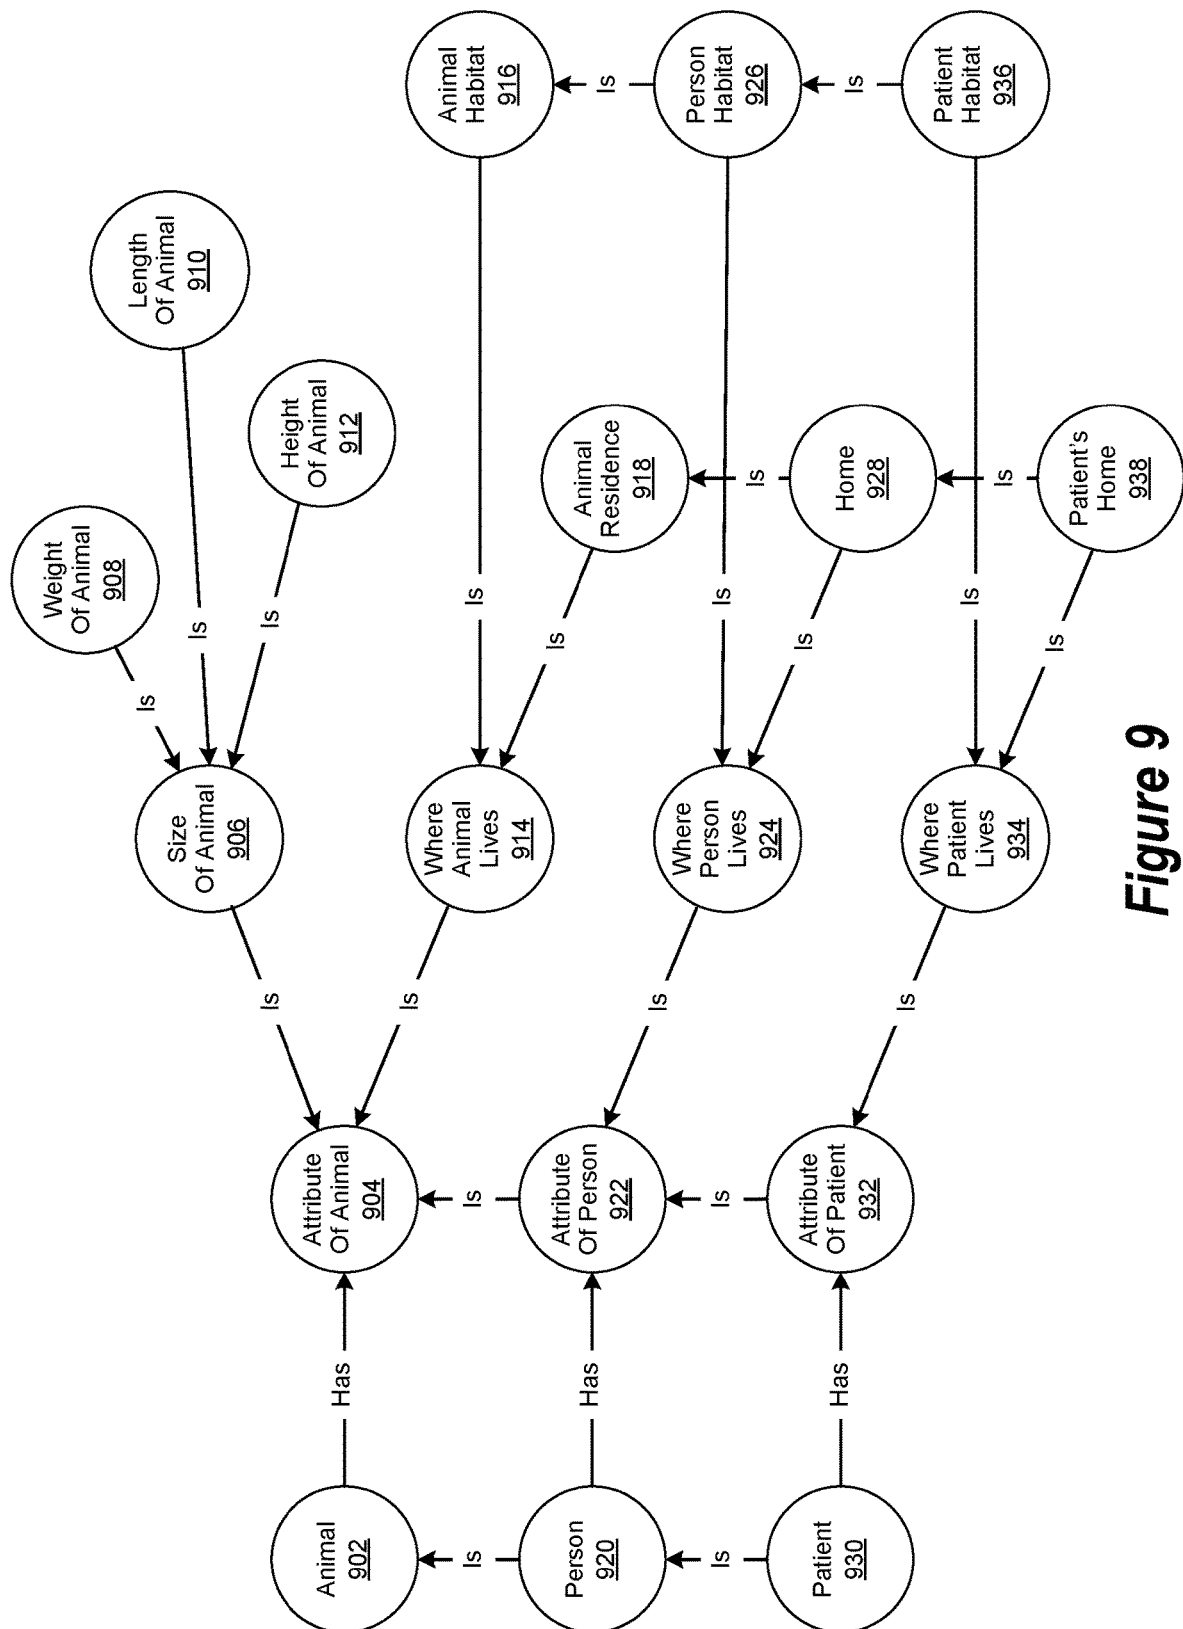 Animal
902
Has
Attribute
Of Animal
904
Is
Size
Of Animal
906
Is
Weight
Of Animal
908
Is
Length
Of Animal
910
Is
Height
Of Animal
912
Is
Where
Animal
Lives
914
Is
Animal
Habitat
916
Is
Animal
Residence
918
Is
Is
Is
Is
Person
920
Has
Attribute
Of Person
922
Is
Where
Person
Lives
924
Is
Person
Habitat
926
Is
Home
928
Is
Is
Is
Is
Patient
930
Has
Attribute
Of Patient
932
Is
Where
Patient
Lives
934
Is
Patient
Habitat
936
Is
Patient's
Home
938
Figure 9